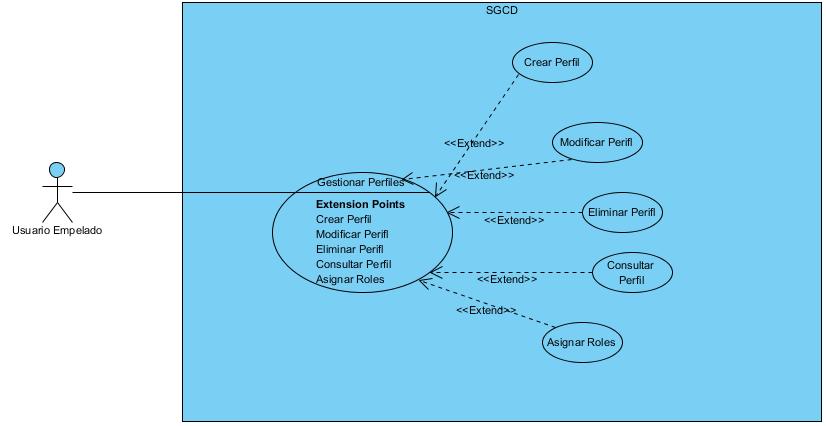 SGCD
Crear Perfil
<<Extend>>
Modificar Perifl
<<Extend>>
Gestionar Perfiles
Extension Points
Crear Perfil
Modificar Perifl
Eliminar Perifl
Consultar Perfil
Asignar Roles
Eliminar Perifl
<<Extend>>
Usuario Empelado
Consultar
Perfil
<<Extend>>
<<Extend>>
Asignar Roles